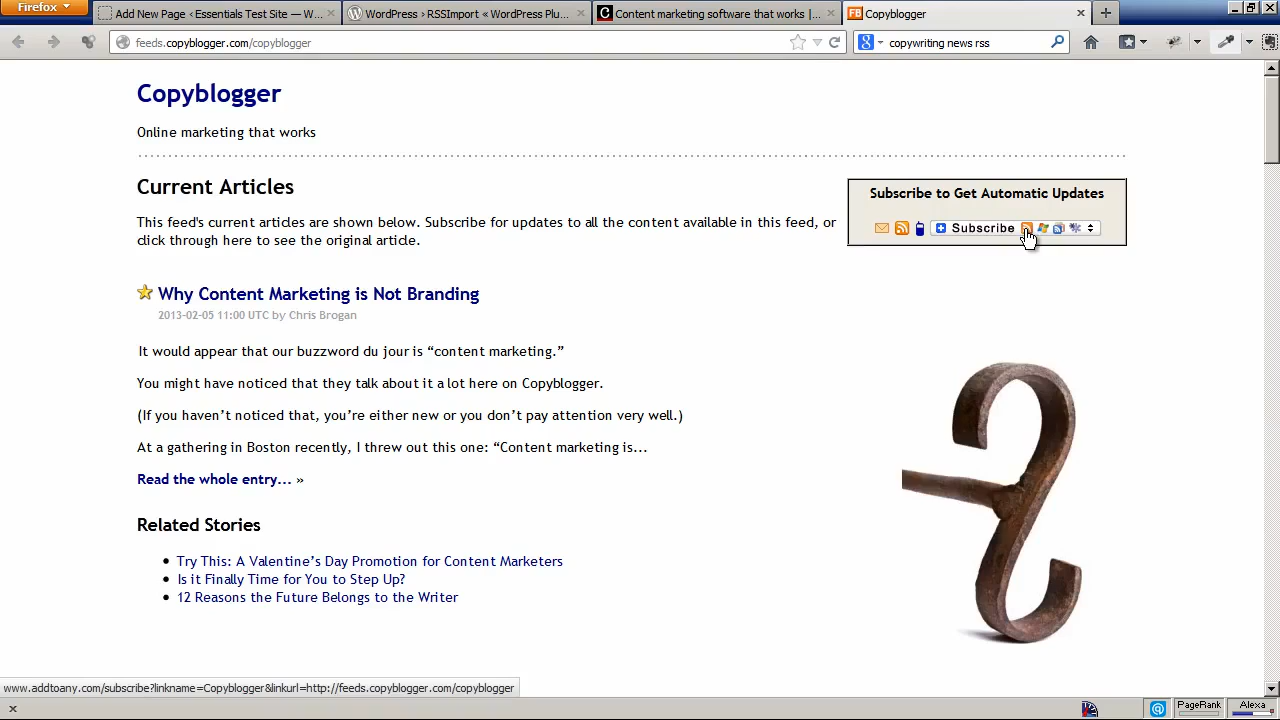 Firefox
Add New Page ‹ Essentials Test Site — W...
WordPress › RSSImport « WordPress Plu...
Content marketing software that works [...
FB Copyblogger
feeds.copyblogger.com/copyblogger
copywriting news rss
Copyblogger
Online marketing that works
Current Articles
This feed's current articles are shown below. Subscribe for updates to all the content available in this feed, or
click through here to see the original article.
Subscribe to Get Automatic Updates
Subscribe
Why Content Marketing is Not Branding
2013-02-05 11:00 UTC by Chris Brogan
It would appear that our buzzword du jour is “content marketing.”
You might have noticed that they talk about it a lot here on Copyblogger.
(If you haven’t noticed that, you’re either new or you don’t pay attention very well.)
At a gathering in Boston recently, I threw out this one: “Content marketing is...
Read the whole entry... »
Related Stories
Try This: A Valentine’s Day Promotion for Content Marketers
Is it Finally Time for You to Step Up?
12 Reasons the Future Belongs to the Writer
www.addtoany.com/subscribe?linkname=Copyblogger&linkurl=http://feeds.copyblogger.com/copyblogger
PageRank
Alexa